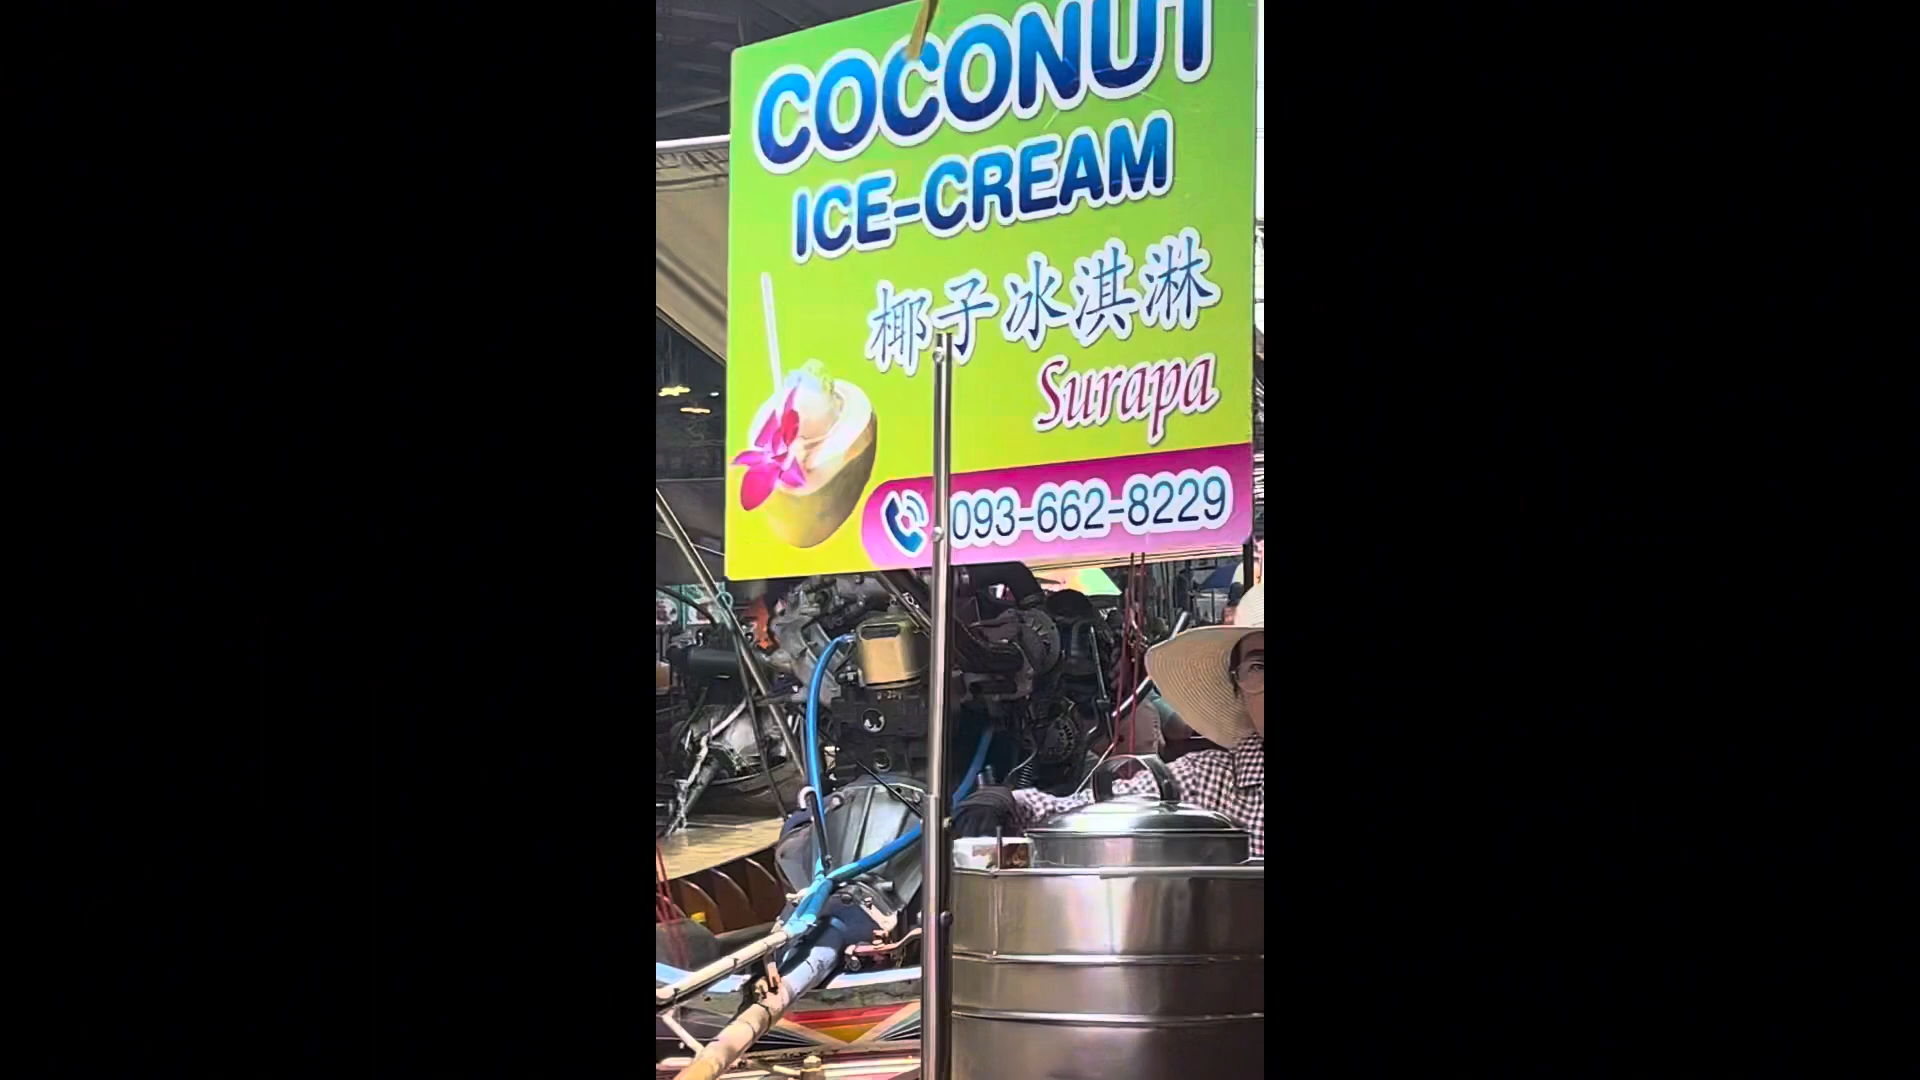 COCONUT
ICE-CREAM
椰子冰淇淋
Surapa
093-662-8229